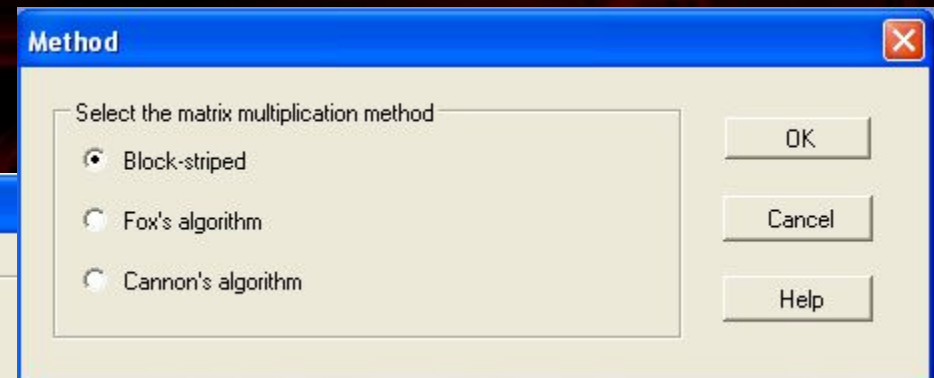 Method
Select the matrix multiplication method
Block-striped
Fox's algorithm
Cannon's algorithm
OK
Cancel
Help